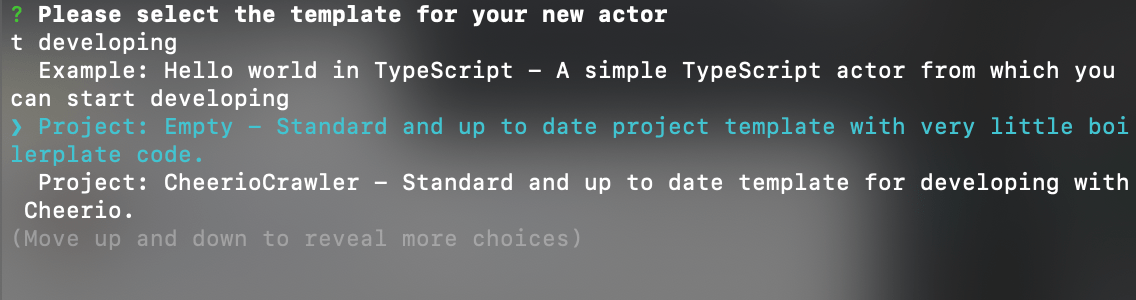 ? Please select the template for your new actor
t developing
Example: Hello world in TypeScript – A simple TypeScript actor from which you
can start developing
❯ Project: Empty – Standard and up to date project template with very little boi
lerplate code.
Project: CheerioCrawler – Standard and up to date template for developing with
Cheerio.
(Move up and down to reveal more choices)